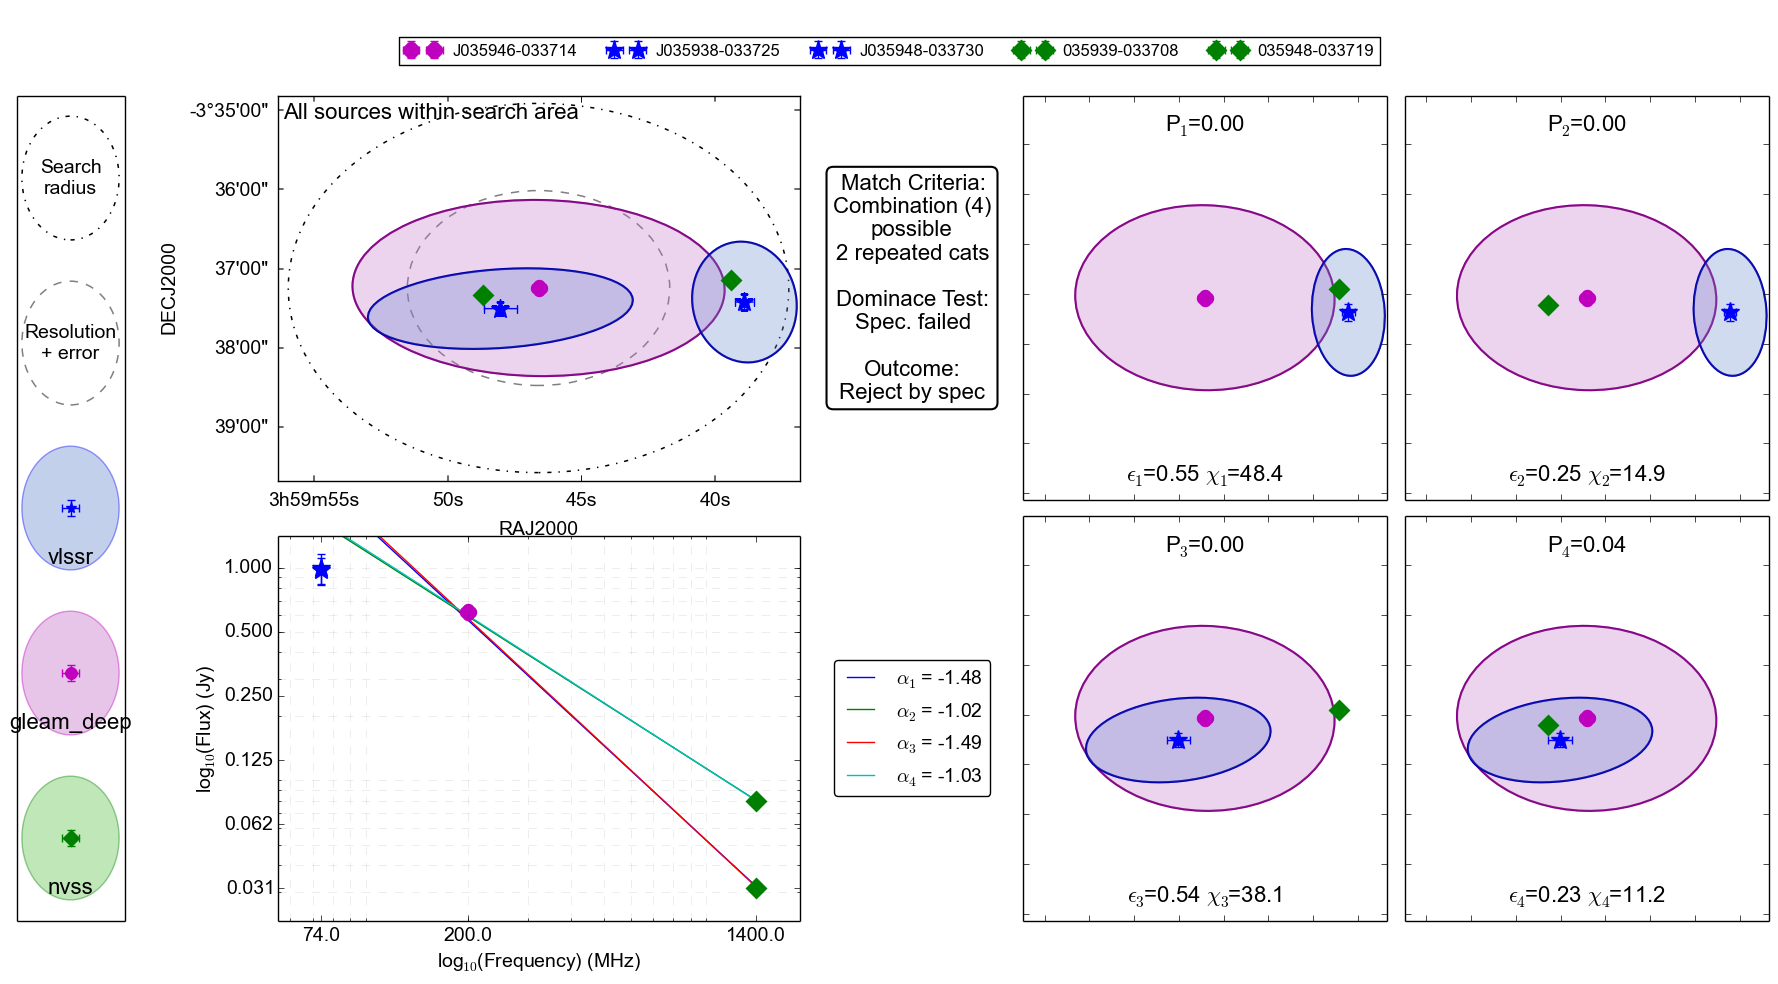 J035946-033714 J035938-033725 J035948-033730 035939-033708 035948-033719
Search
radius
Resolution
+ error
vlssr
gleam_deep
nvss
All sources within search area
-3°35'00"
36'00"
37'00"
38'00"
39'00"
DECJ2000
3h59m55s 50s 45s 40s
RAJ2000
Match Criteria:
Combination (4)
possible
2 repeated cats
Dominace Test:
Spec. failed
Outcome:
Reject by spec
P1=0.00
ϵ1=0.55 χ1=48.4
P2=0.00
ϵ2=0.25 χ2=14.9
1.000
0.500
0.250
0.125
0.062
0.031
log10(Flux) (Jy)
74.0 200.0 1400.0
log10(Frequency) (MHz)
α1 = -1.48
α2 = -1.02
α3 = -1.49
α4 = -1.03
P3=0.00
ϵ3=0.54 χ3=38.1
P4=0.04
ϵ4=0.23 χ4=11.2